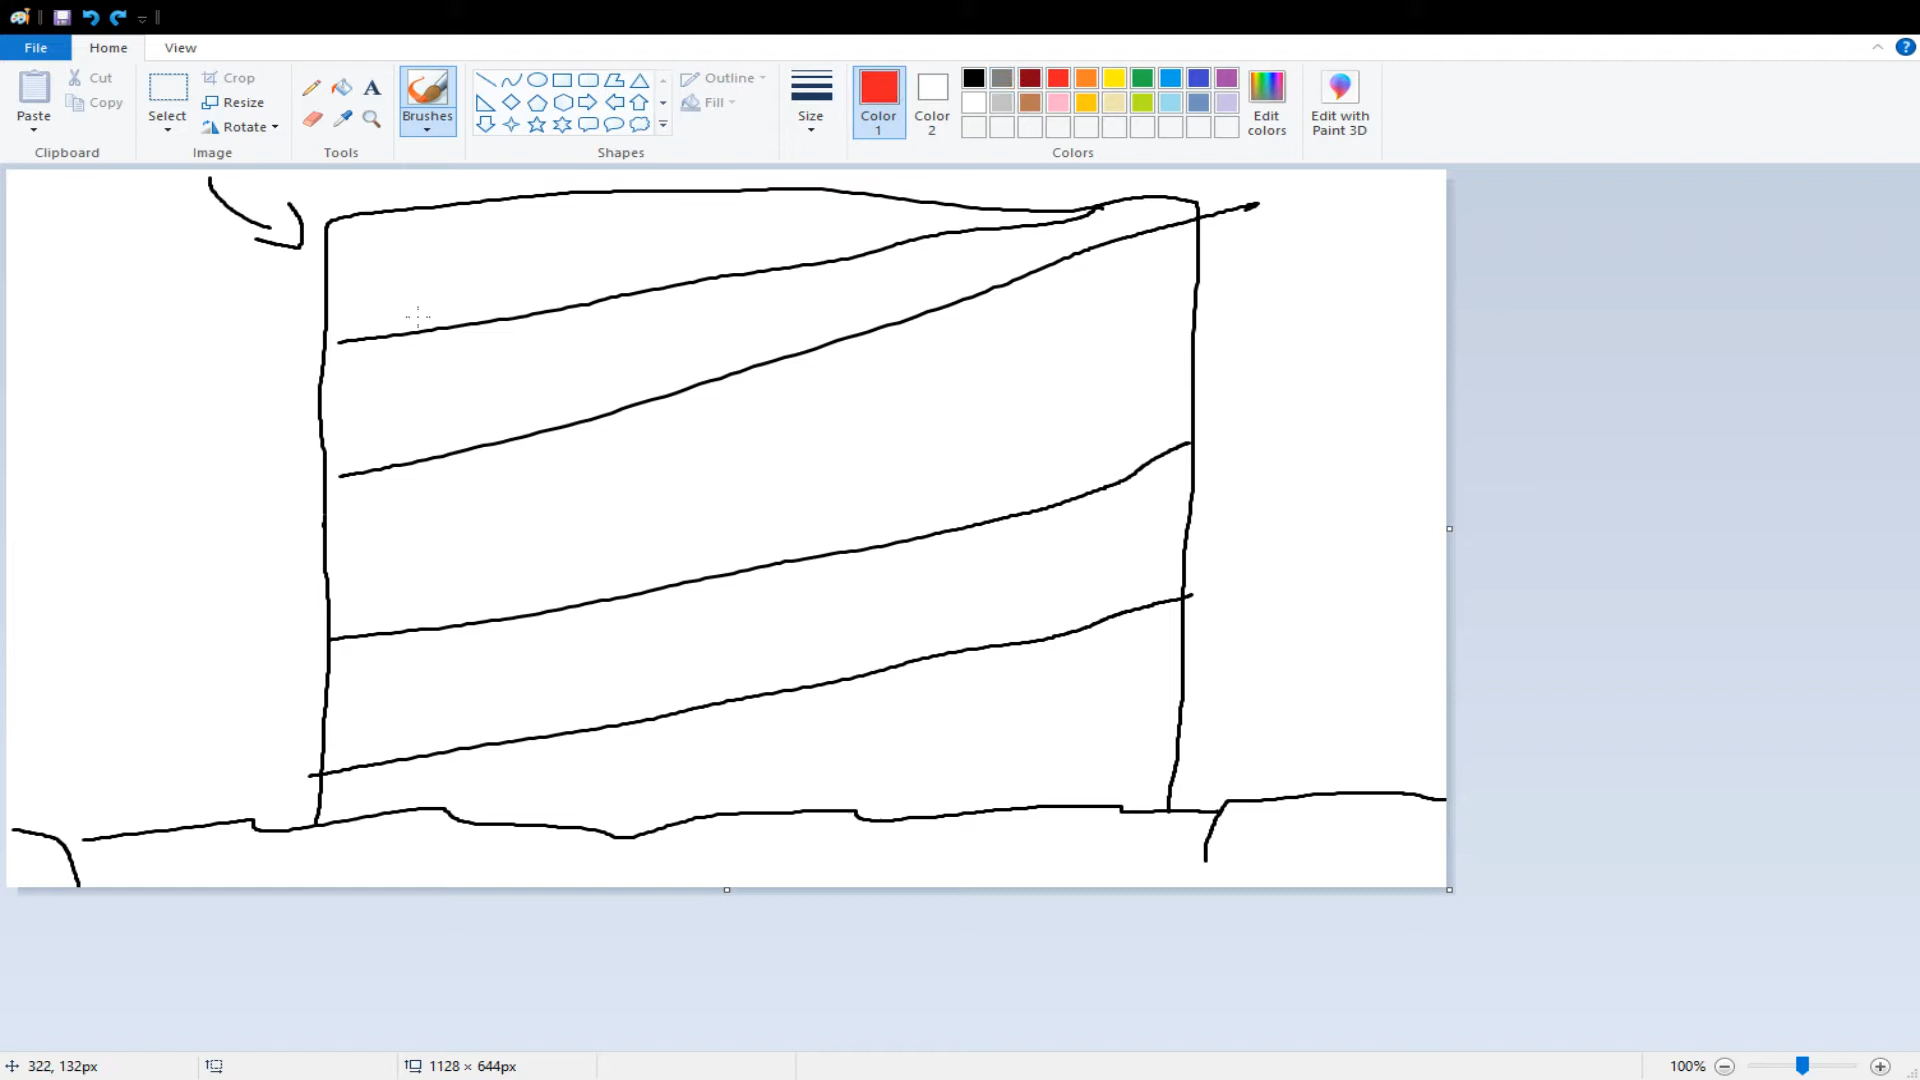 File Home View
Paste Cut Copy Clipboard
Select Crop Resize Rotate Image
Tools
Brushes
Shapes Outline Fill
Size
Color 1 Color 2 Edit colors Colors
Edit with Paint 3D
322, 132px 1128 × 644px 100%